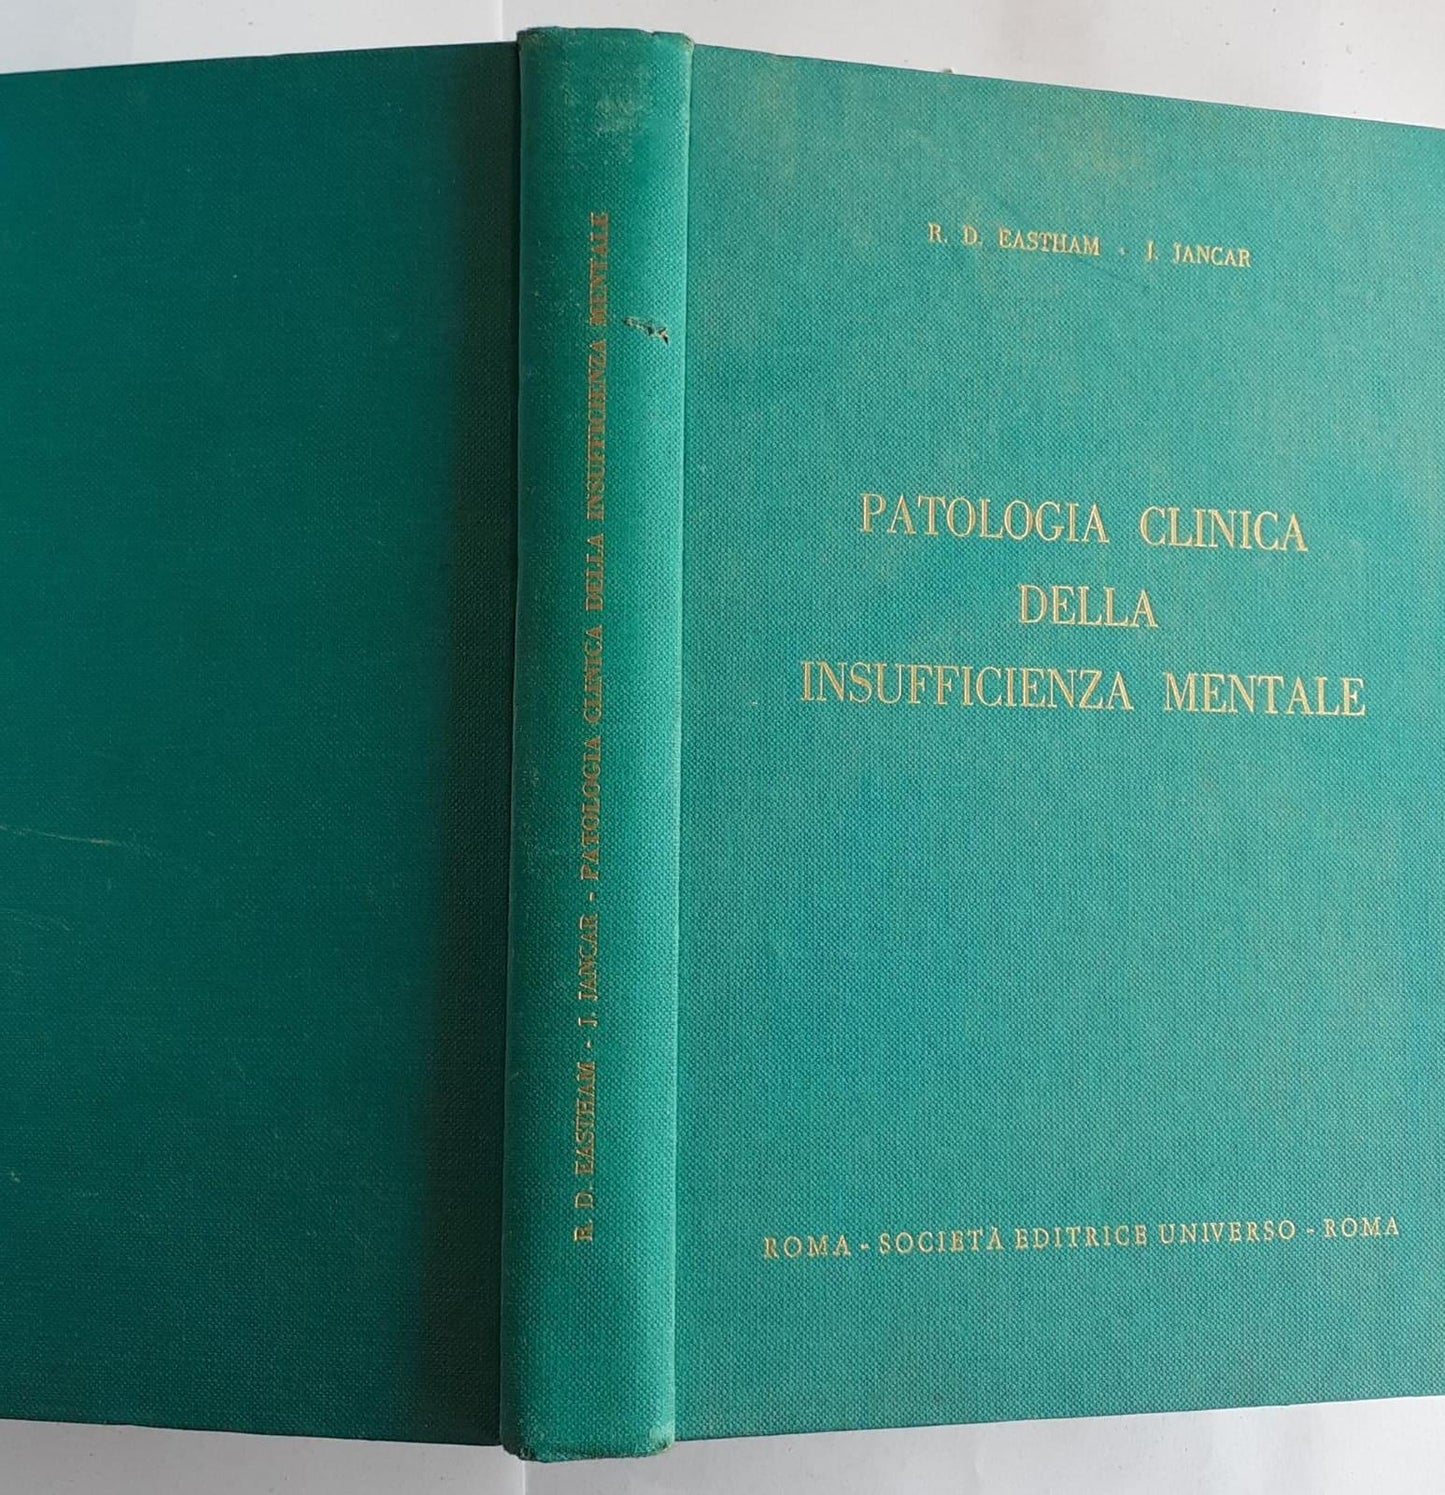 R. D. EASTHAM - J. JANCAR - PATOLOGIA CLINICA DELLA INSUFFICIENZA MENTALE
R. D. EASTHAM - J. JANCAR
PATOLOGIA CLINICA
DELLA
INSUFFICIENZA MENTALE
ROMA - SOCIETÀ EDITRICE UNIVERSO - ROMA